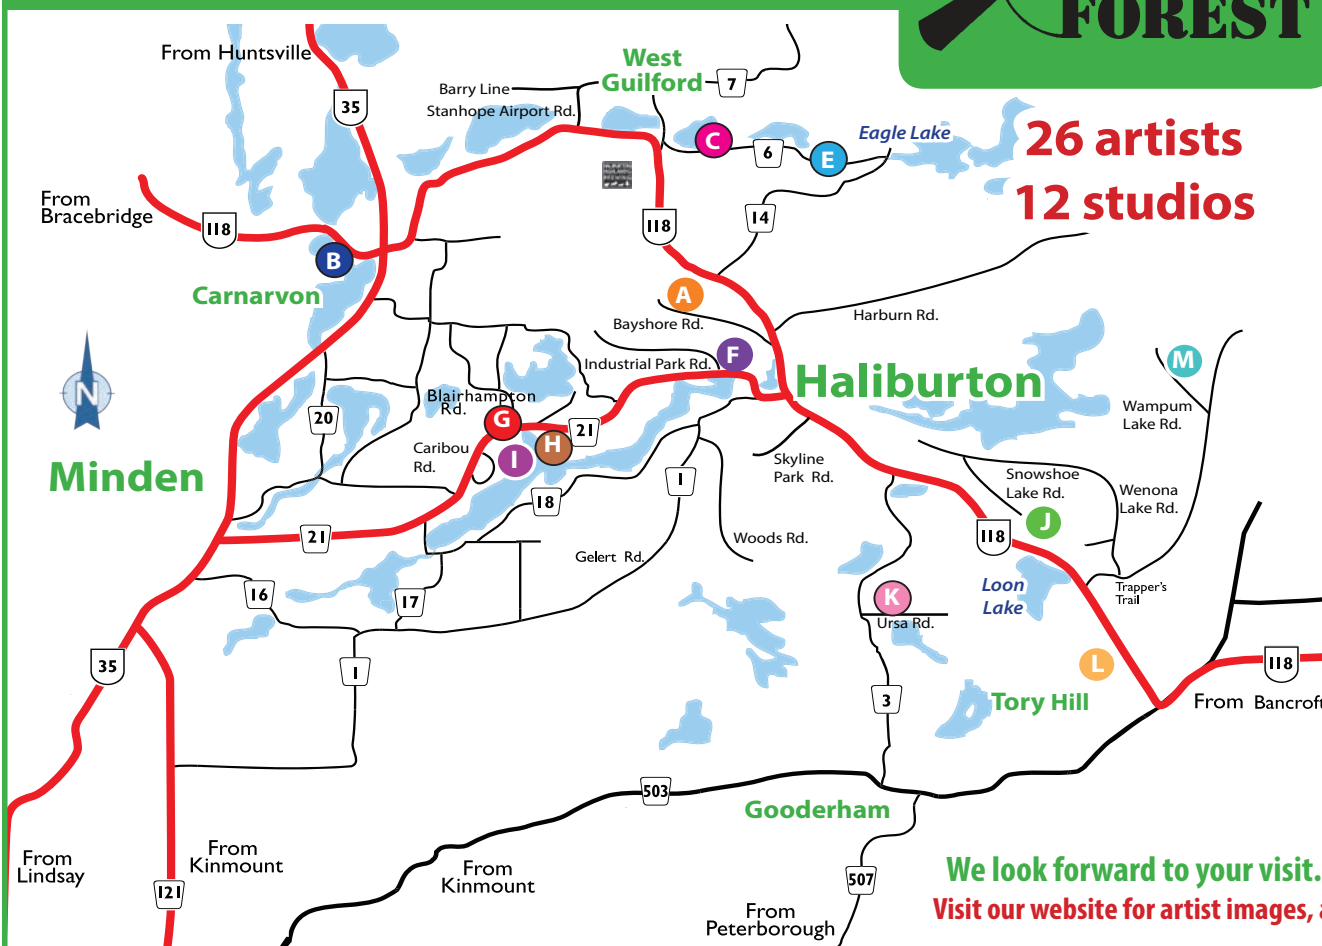 FOREST
From Huntsville
West
Guilford
7
Barry Line
Stanhope Airport Rd.
35
C
6
E
Eagle Lake
26 artists
12 studios
From
Bracebridge
118
118
14
B
Carnarvon
A
Bayshore Rd.
Harburn Rd.
Industrial Park Rd.
F
Haliburton
M
N
Blairhampton
Rd.
20
G
21
H
I
Caribou
Rd.
Wampum
Lake Rd.
Minden
Skyline
Park Rd.
1
18
Snowshoe
Lake Rd.
Wenona
Lake Rd.
J
118
21
Woods Rd.
Gelert Rd.
Loon
Lake
Trapper's
Trail
16
17
K
Ursa Rd.
35
1
L
118
3
Tory Hill
From Bancroft
503
Gooderham
From
Lindsay
From
Kinmount
121
From
Kinmount
507
From
Peterborough
We look forward to your visit.
Visit our website for artist images, a